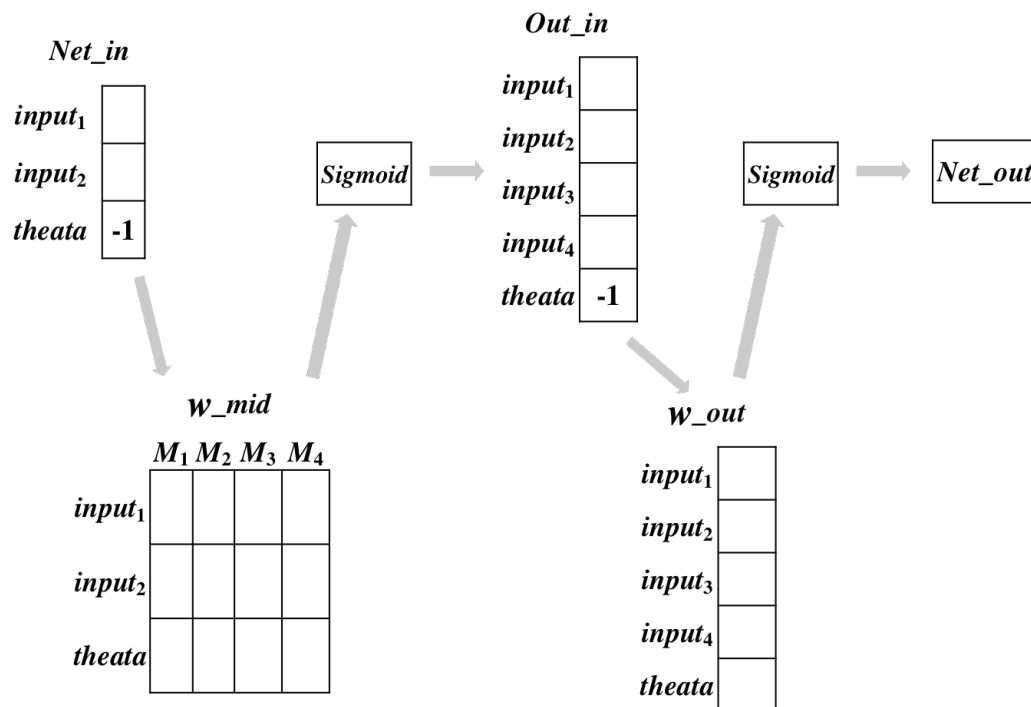 Net_in
input₁
input₂
theata -1
Sigmoid
Out_in
input₁
input₂
input₃
input₄
theata -1
Sigmoid
Net_out
w_mid
M₁ M₂ M₃ M₄
input₁
input₂
theata
w_out
input₁
input₂
input₃
input₄
theata